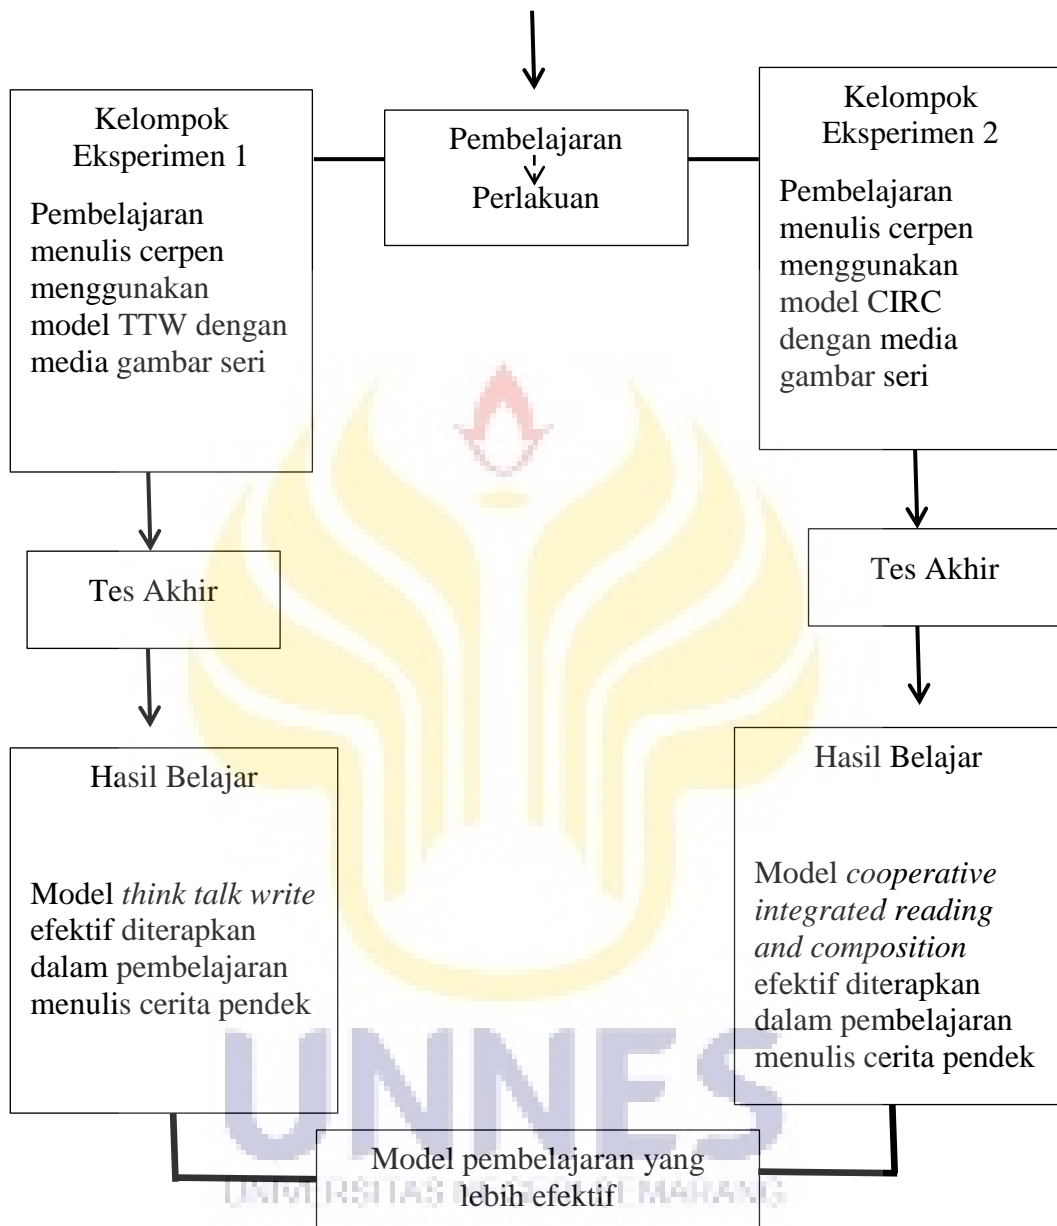 Kelompok
Eksperimen 1
Pembelajaran
menulis cerpen
menggunakan
model TTW dengan
media gambar seri
Pembelajaran
Perlakuan
Kelompok
Eksperimen 2
Pembelajaran
menulis cerpen
menggunakan
model CIRC
dengan media
gambar seri
Tes Akhir
Tes Akhir
Hasil Belajar
Model think talk write
efektif diterapkan
dalam pembelajaran
menulis cerita pendek
Hasil Belajar
Model cooperative
integrated reading
and composition
efektif diterapkan
dalam pembelajaran
menulis cerita pendek
UNNES
Model pembelajaran yang
lebih efektif
UNIVERSITAS SEMARANG